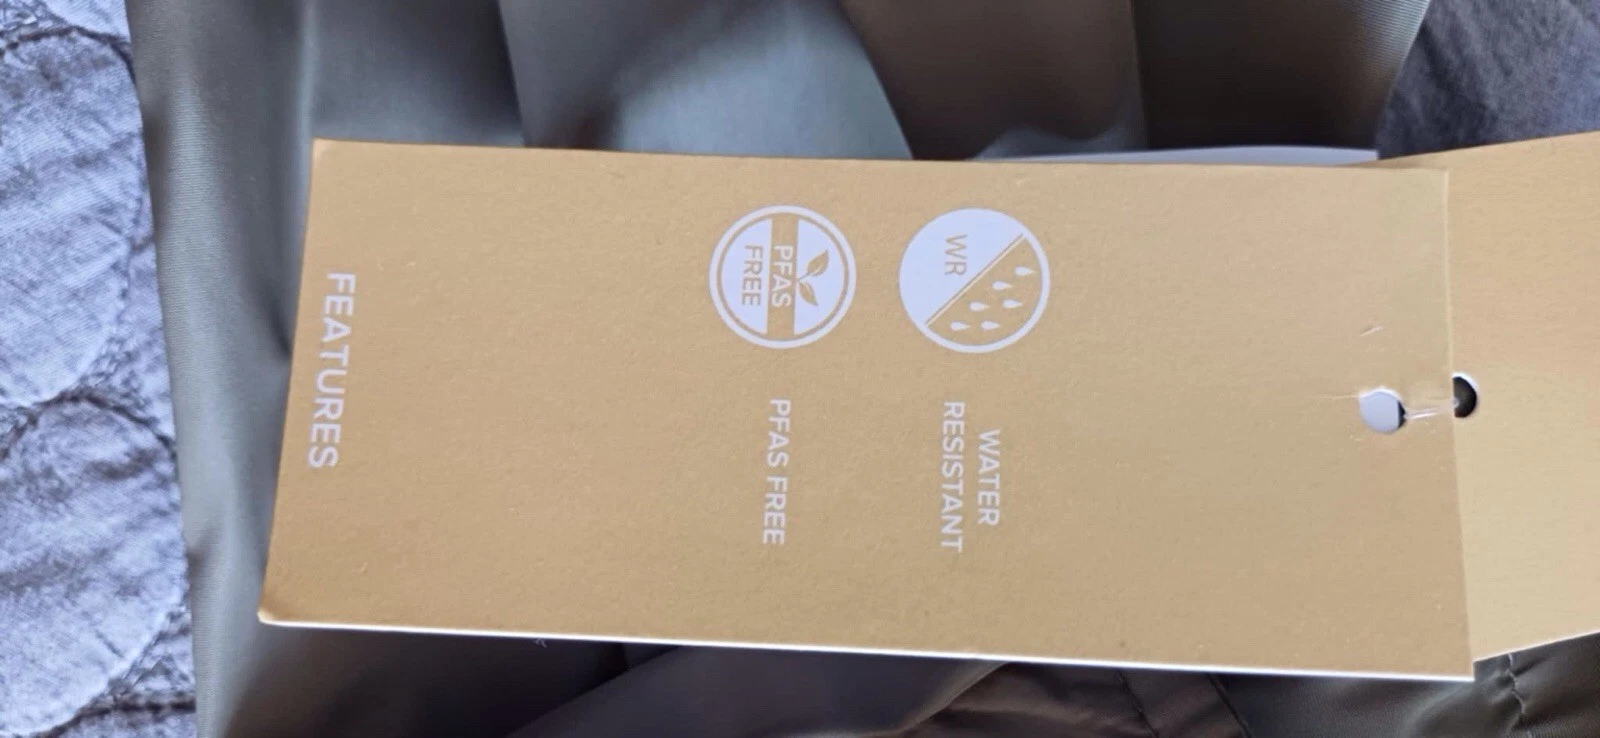 WR
WATER
RESISTANT
PFAS
FREE
PFAS FREE
FEATURES